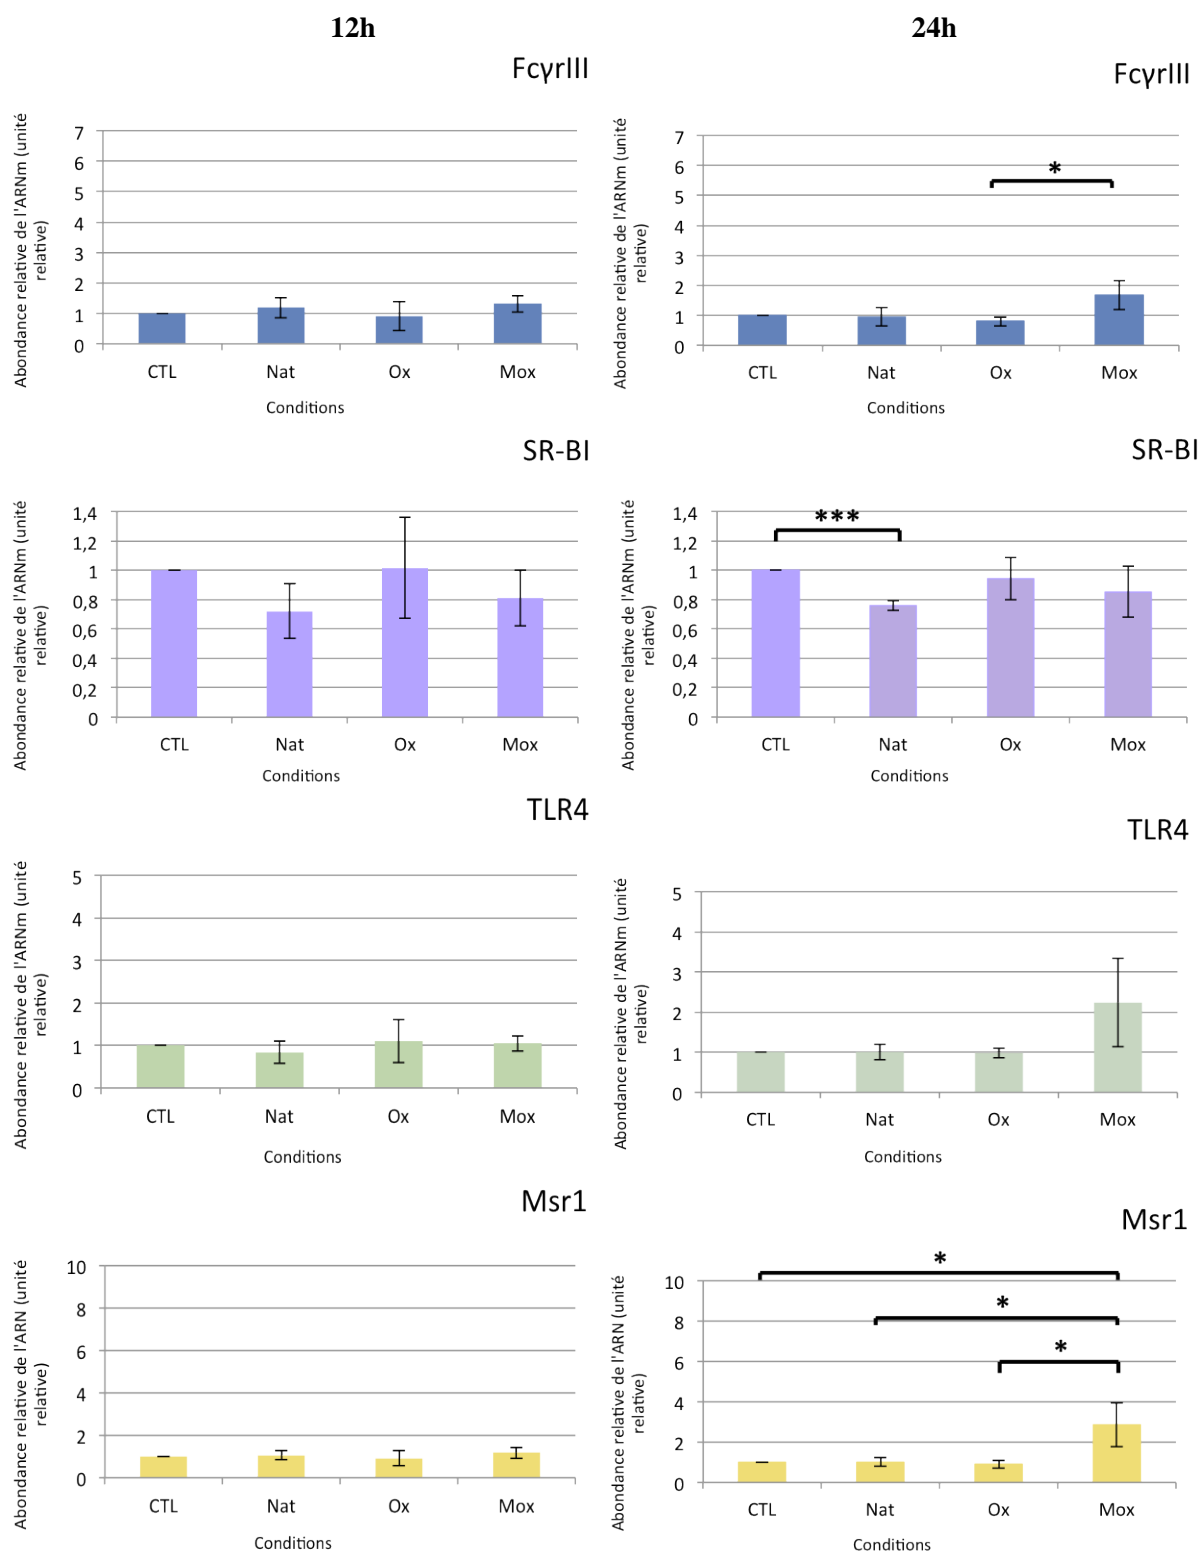 12h
24h
FcγrIII
Abondance relative de l'ARNm (unité
relative)
7
6
5
4
3
2
1
0
CTL Nat Ox Mox
Conditions
FcγrIII
Abondance relative de l'ARNm (unité
relative)
7
6
5
4
3
2
1
0
*
CTL Nat Ox Mox
Conditions
SR-BI
Abondance relative de l'ARNm (unité
relative)
1,4
1,2
1
0,8
0,6
0,4
0,2
0
CTL Nat Ox Mox
Conditions
SR-BI
Abondance relative de l'ARNm (unité
relative)
1,4
1,2
1
0,8
0,6
0,4
0,2
0
***
CTL Nat Ox Mox
Conditions
TLR4
Abondance relative de l'ARNm (unité
relative)
5
4
3
2
1
0
CTL Nat Ox Mox
Conditions
TLR4
Abondance relative de l'ARNm (unité
relative)
5
4
3
2
1
0
CTL Nat Ox Mox
Conditions
Msr1
Abondance relative de l'ARN (unité
relative)
10
8
6
4
2
0
CTL Nat Ox Mox
Conditions
Msr1
Abondance relative de l'ARN (unité
relative)
10
8
6
4
2
0
*
*
*
CTL Nat Ox Mox
Conditions